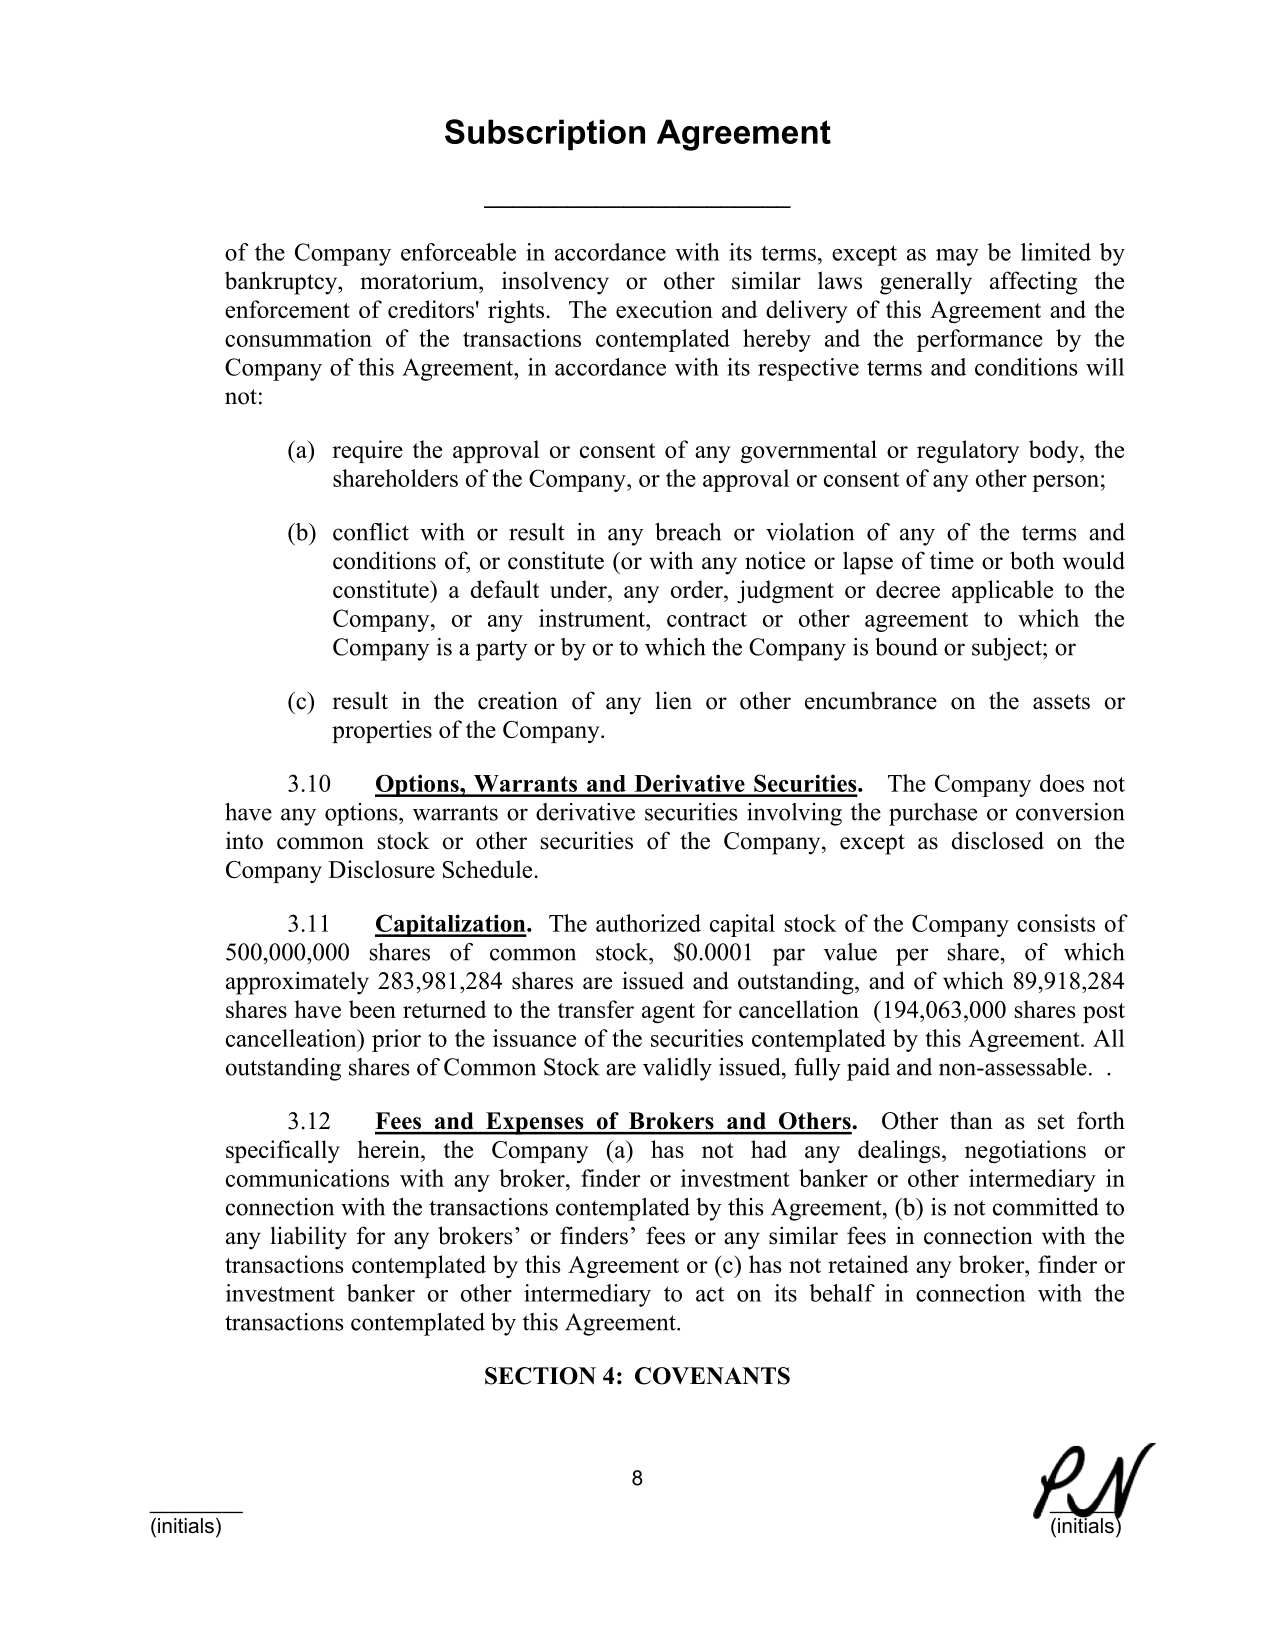 Subscription Agreement
of the Company enforceable in accordance with its terms, except as may be limited by
bankruptcy, moratorium, insolvency or other similar laws generally affecting the
enforcement of creditors' rights.  The execution and delivery of this Agreement and the
consummation of the transactions contemplated hereby and the performance by the
Company of this Agreement, in accordance with its respective terms and conditions will
not:
(a) require the approval or consent of any governmental or regulatory body, the
shareholders of the Company, or the approval or consent of any other person;
(b) conflict with or result in any breach or violation of any of the terms and
conditions of, or constitute (or with any notice or lapse of time or both would
constitute) a default under, any order, judgment or decree applicable to the
Company, or any instrument, contract or other agreement to which the
Company is a party or by or to which the Company is bound or subject; or
(c) result in the creation of any lien or other encumbrance on the assets or
properties of the Company.
3.10 Options, Warrants and Derivative Securities. The Company does not
have any options, warrants or derivative securities involving the purchase or conversion
into common stock or other securities of the Company, except as disclosed on the
Company Disclosure Schedule.
3.11 Capitalization. The authorized capital stock of the Company consists of
500,000,000 shares of common stock, $0.0001 par value per share, of which
approximately 283,981,284 shares are issued and outstanding, and of which 89,918,284
shares have been returned to the transfer agent for cancellation (194,063,000 shares post
cancelleation) prior to the issuance of the securities contemplated by this Agreement. All
outstanding shares of Common Stock are validly issued, fully paid and non-assessable. .
3.12 Fees and Expenses of Brokers and Others. Other than as set forth
specifically herein, the Company (a) has not had any dealings, negotiations or
communications with any broker, finder or investment banker or other intermediary in
connection with the transactions contemplated by this Agreement, (b) is not committed to
any liability for any brokers’ or finders’ fees or any similar fees in connection with the
transactions contemplated by this Agreement or (c) has not retained any broker, finder or
investment banker or other intermediary to act on its behalf in connection with the
transactions contemplated by this Agreement.
SECTION 4: COVENANTS
PN
8
(initials) (initials)